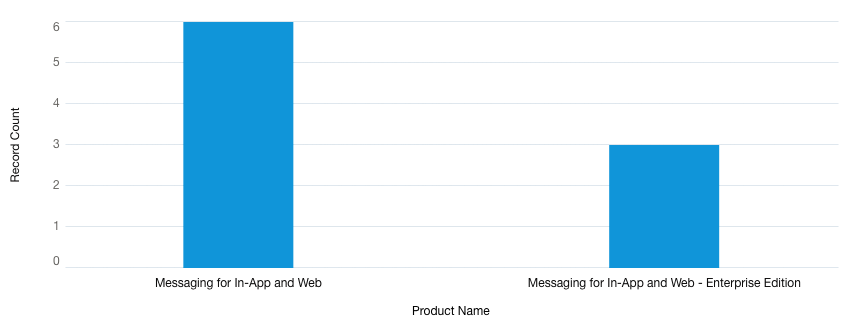 Record Count
6
5
4
3
2
1
0
Messaging for In-App and Web
Messaging for In-App and Web - Enterprise Edition
Product Name